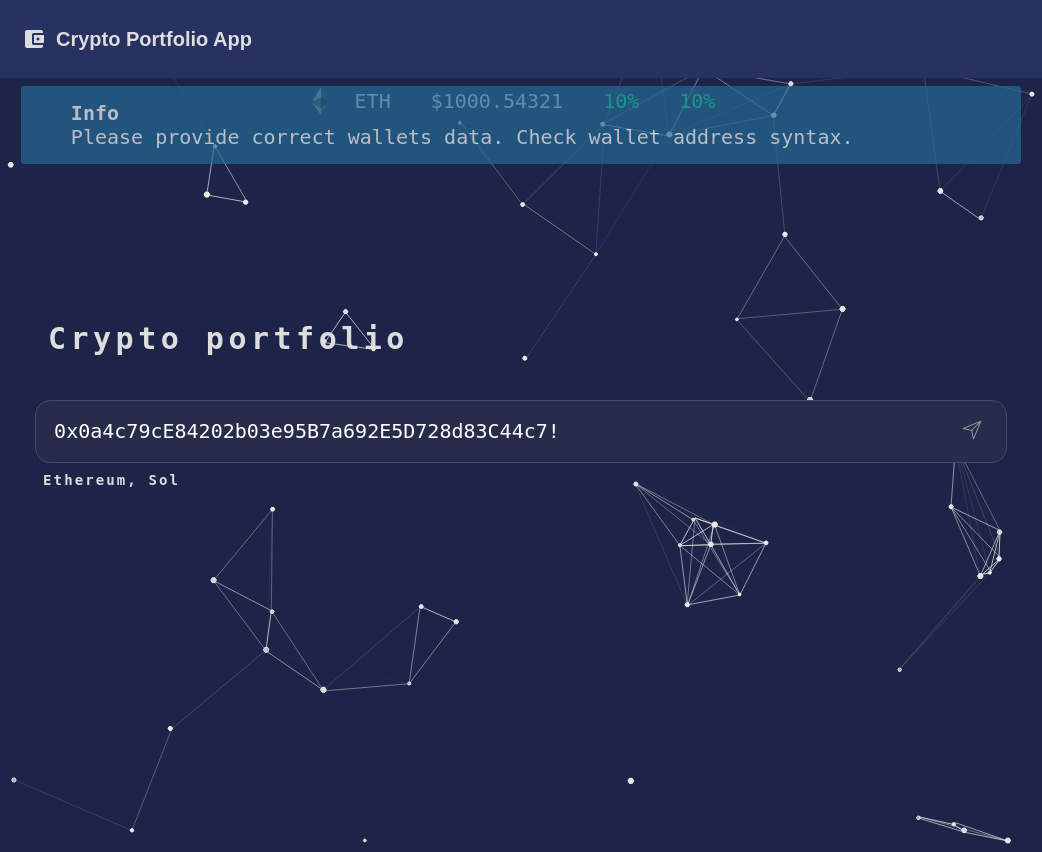 Crypto Portfolio App
ETH $1000.54321 10% 10%
Info
Please provide correct wallets data. Check wallet address syntax.
Crypto portfolio
0x0a4c79cE84202b03e95B7a692E5D728d83C44c7!
Ethereum, Sol